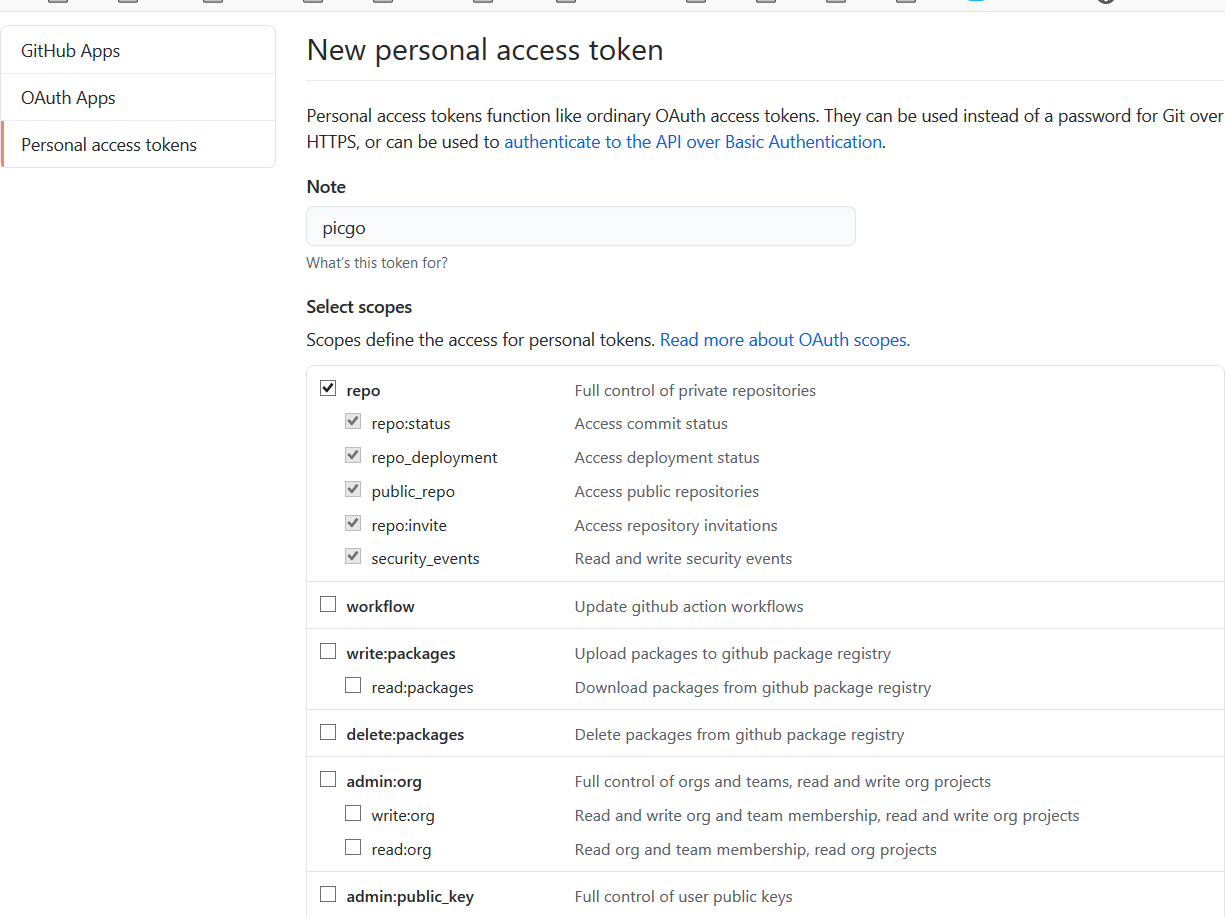 GitHub Apps
OAuth Apps
Personal access tokens
New personal access token
Personal access tokens function like ordinary OAuth access tokens. They can be used instead of a password for Git over
HTTPS, or can be used to authenticate to the API over Basic Authentication.
Note
picgo
What's this token for?
Select scopes
Scopes define the access for personal tokens. Read more about OAuth scopes.
repo Full control of private repositories
repo:status Access commit status
repo_deployment Access deployment status
public_repo Access public repositories
repo:invite Access repository invitations
security_events Read and write security events
workflow Update github action workflows
write:packages Upload packages to github package registry
read:packages Download packages from github package registry
delete:packages Delete packages from github package registry
admin:org Full control of orgs and teams, read and write org projects
write:org Read and write org and team membership, read and write org projects
read:org Read org and team membership, read org projects
admin:public_key Full control of user public keys